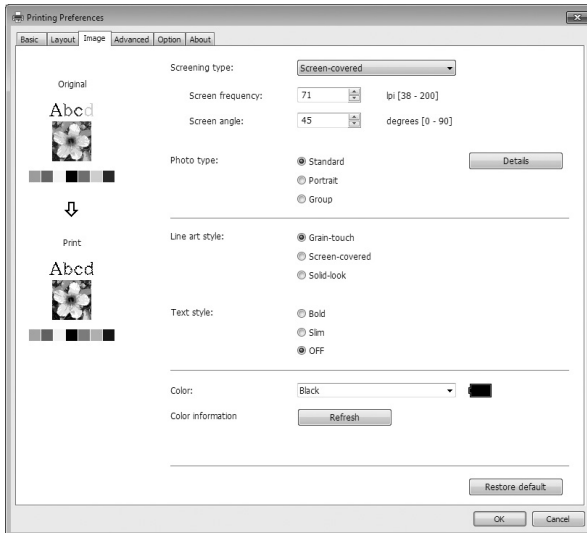 Printing Preferences
Basic Layout Image Advanced Option About
Original
Abcd
Print
Abcd
Screening type: Screen-covered
Screen frequency: 71 lpi [38 - 200]
Screen angle: 45 degrees [0 - 90]
Photo type: Standard Details
Portrait
Group
Line art style: Grain-touch
Screen-covered
Solid-look
Text style: Bold
Slim
OFF
Color: Black
Color information Refresh
Restore default
OK Cancel